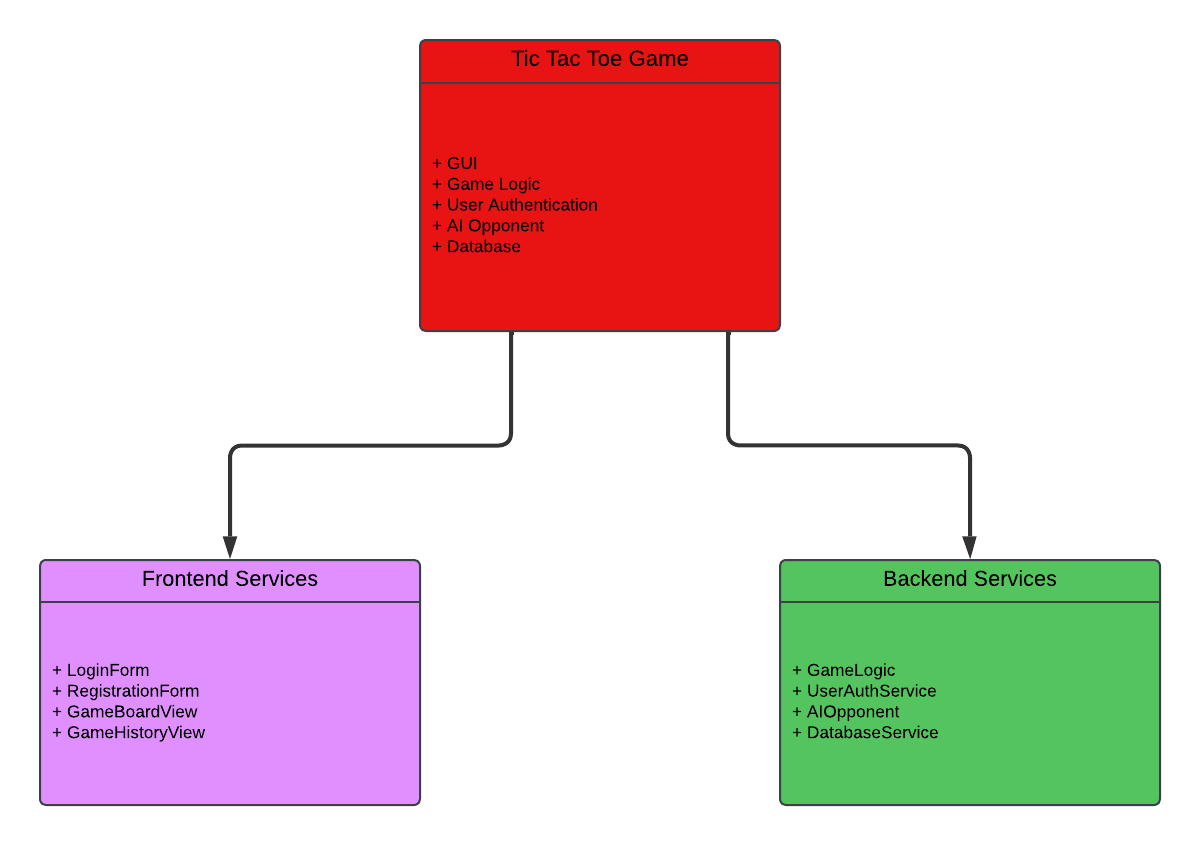 Tic Tac Toe Game
+ GUI
+ Game Logic
+ User Authentication
+ AI Opponent
+ Database
Frontend Services
+ LoginForm
+ RegistrationForm
+ GameBoardView
+ GameHistoryView
Backend Services
+ GameLogic
+ UserAuthService
+ AIOpponent
+ DatabaseService